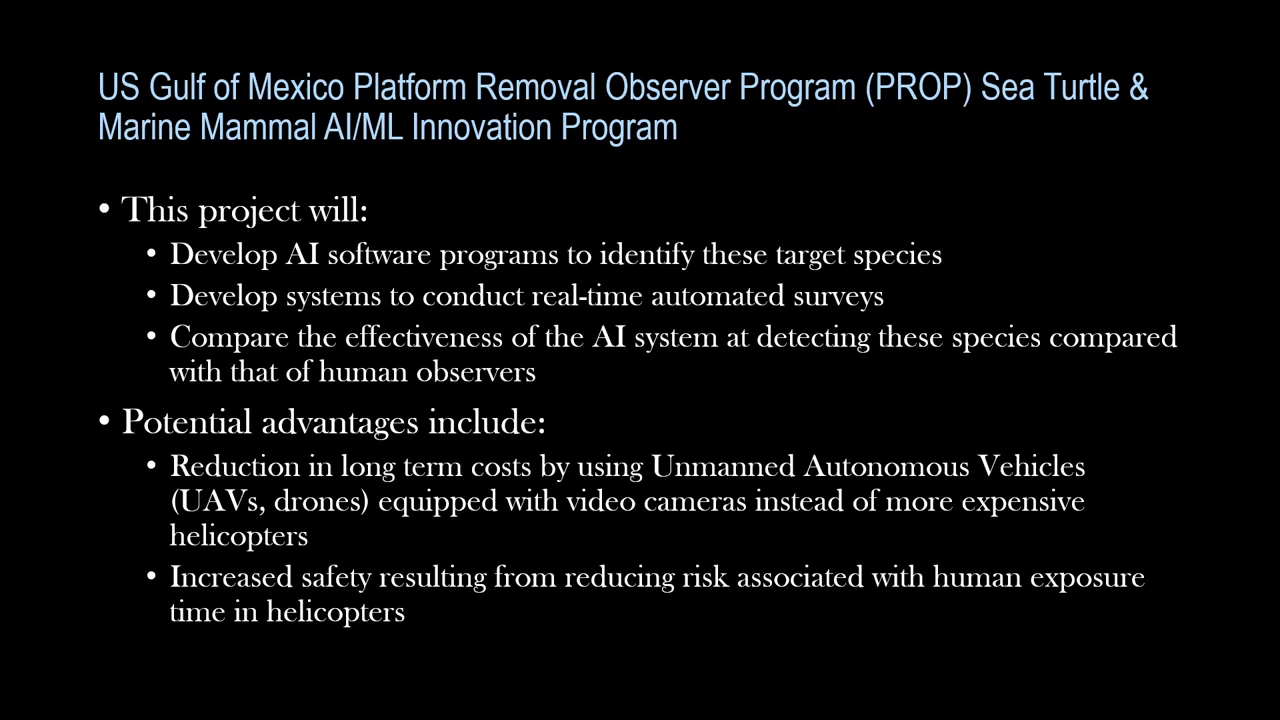 US Gulf of Mexico Platform Removal Observer Program (PROP) Sea Turtle &
Marine Mammal AI/ML Innovation Program
• This project will:
• Develop AI software programs to identify these target species
• Develop systems to conduct real-time automated surveys
• Compare the effectiveness of the AI system at detecting these species compared
with that of human observers
• Potential advantages include:
• Reduction in long term costs by using Unmanned Autonomous Vehicles
(UAVs, drones) equipped with video cameras instead of more expensive
helicopters
• Increased safety resulting from reducing risk associated with human exposure
time in helicopters